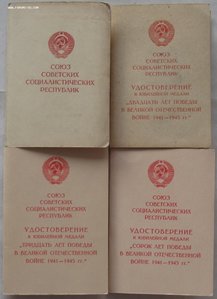 СОЮЗ
СОВЕТСКИХ
СОЦИАЛИСТИЧЕСКИХ
РЕСПУБЛИК
СОЮЗ
СОВЕТСКИХ
СОЦИАЛИСТИЧЕСКИХ
РЕСПУБЛИК
УДОСТОВЕРЕНИЕ
К ЮБИЛЕЙНОЙ МЕДАЛИ
"ДВАДЦАТЬ ЛЕТ ПОБЕДЫ
В ВЕЛИКОЙ ОТЕЧЕСТВЕННОЙ
ВОЙНЕ 1941—1945 гг."
СОЮЗ
СОВЕТСКИХ
СОЦИАЛИСТИЧЕСКИХ
РЕСПУБЛИК
УДОСТОВЕРЕНИЕ
К ЮБИЛЕЙНОЙ МЕДАЛИ
"ТРИДЦАТЬ ЛЕТ ПОБЕДЫ
В ВЕЛИКОЙ ОТЕЧЕСТВЕННОЙ
ВОЙНЕ 1941—1945 гг."
СОЮЗ
СОВЕТСКИХ
СОЦИАЛИСТИЧЕСКИХ
РЕСПУБЛИК
УДОСТОВЕРЕНИЕ
К ЮБИЛЕЙНОЙ МЕДАЛИ
"СОРОК ЛЕТ ПОБЕДЫ
В ВЕЛИКОЙ ОТЕЧЕСТВЕННОЙ
ВОЙНЕ 1941—1945 гг."